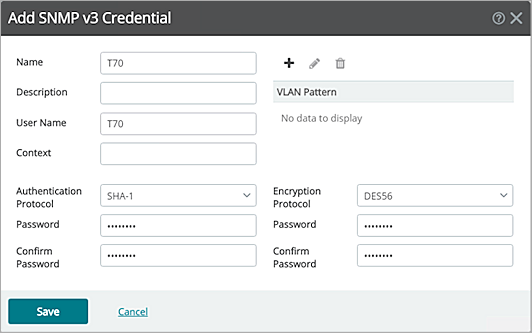 Add SNMP v3 Credential
Name T70
Description
VLAN Pattern
User Name T70
No data to display
Context
Authentication Protocol SHA-1
Encryption Protocol DES56
Password ••••••••
Password ••••••••
Confirm Password ••••••••
Confirm Password ••••••••
Save Cancel